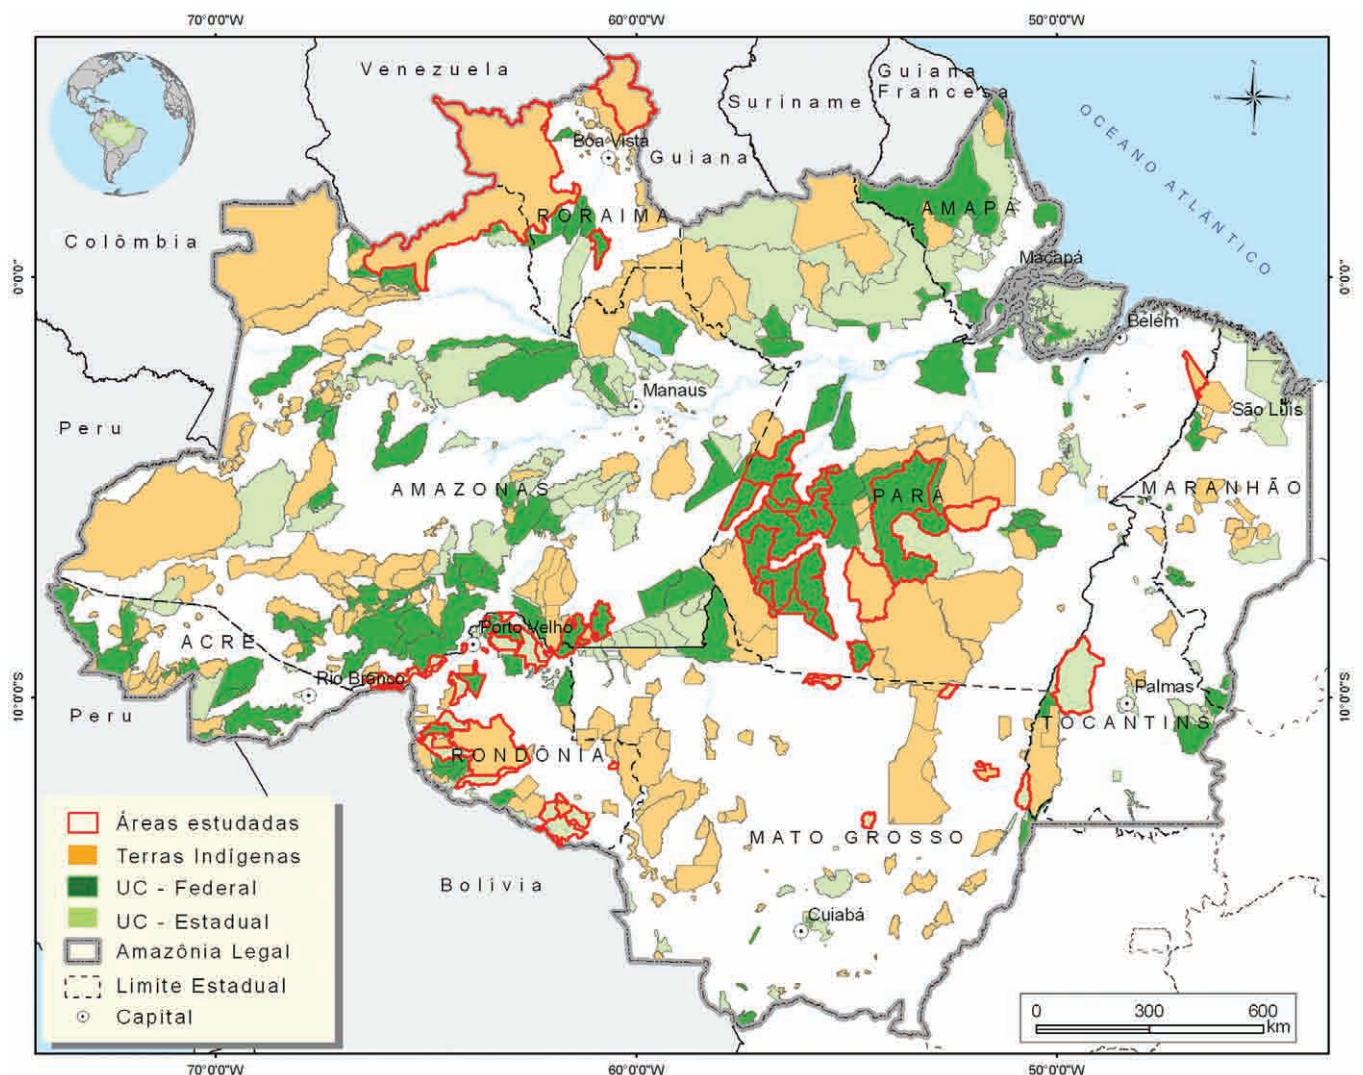 70°0'0"W
60°0'0"W
50°0'0"W
Venezuela
Suriname
Guiana
Francesa
Guiana
Boa Vista
OCEANO ATLÂNTICO
Colômbia
RORAIMA
AMAPÁ
Macapá
0°0'0"
0°0'0"
Belém
Manaus
São Luís
Peru
AMAZONAS
PARÁ
MARANHÃO
Porto Velho
ACRE
Rio Branco
Palmas
10°0'0"S
10°0'0"S
Peru
TOCANTINS
RONDÔNIA
MATO GROSSO
Bolívia
Cuiabá
Áreas estudadas
Terras Indígenas
UC - Federal
UC - Estadual
Amazônia Legal
Limite Estadual
Capital
0 300 600
km
70°0'0"W
60°0'0"W
50°0'0"W